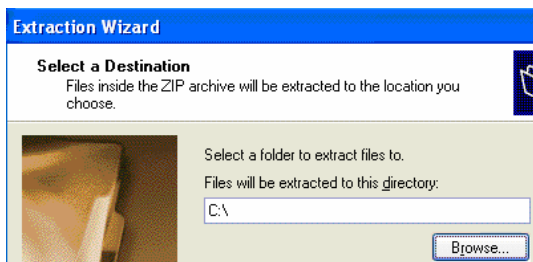 Extraction Wizard
Select a Destination
Files inside the ZIP archive will be extracted to the location you
choose.
Select a folder to extract files to.
Files will be extracted to this directory:
C:\
Browse...